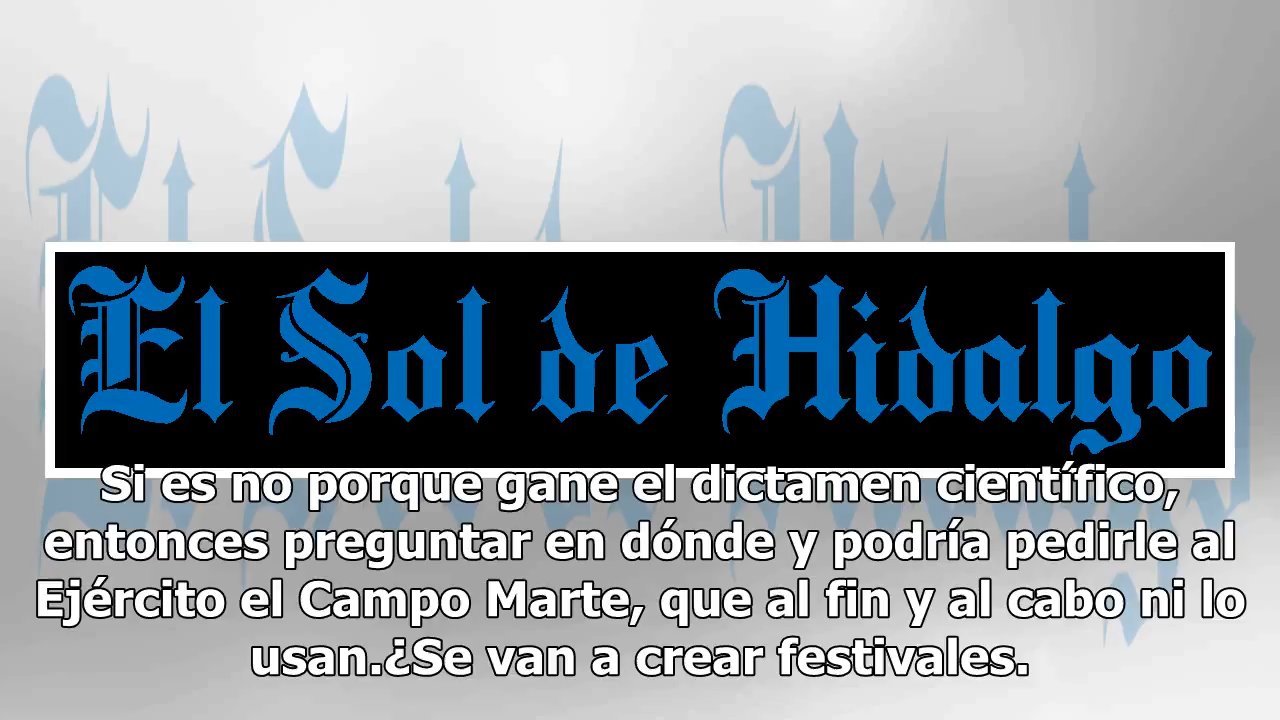 El Sol de Hidalgo
Si es no porque gane el dictamen científico,
entonces preguntar en dónde y podría pedirle al
Ejército el Campo Marte, que al fin y al cabo ni lo
usan.¿Se van a crear festivales.